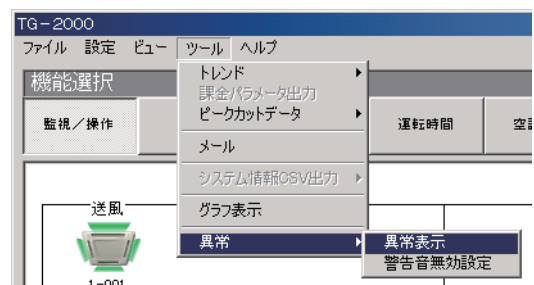 TG-2000
ファイル 設定 ビュー ツール ヘルプ
機能選択
監視/操作
運転時間
トレンド
課金パラメータ出力
ピークカットデータ
メール
システム情報CSV出力
グラフ表示
異常
異常表示
警告音無効設定
送風